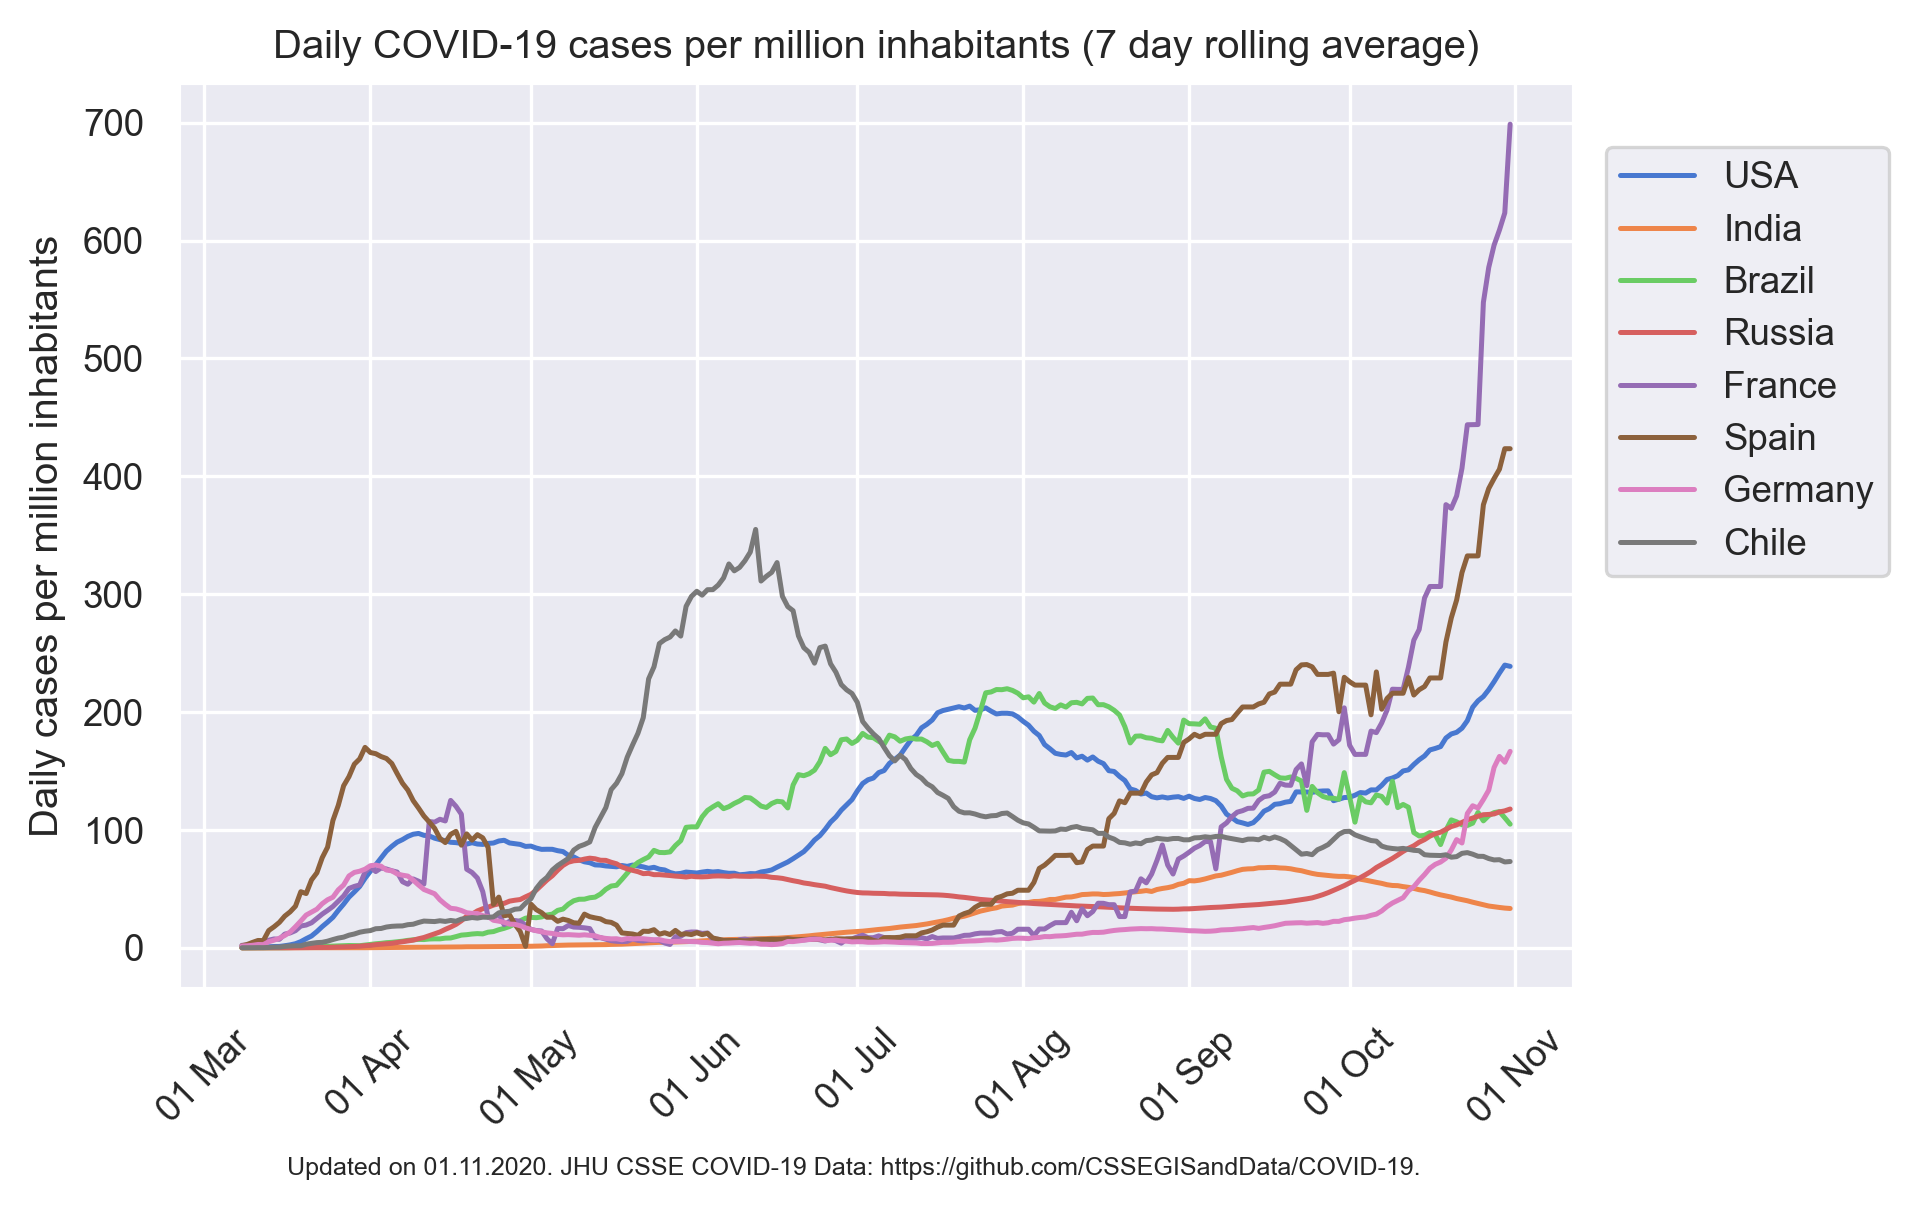 Daily COVID-19 cases per million inhabitants (7 day rolling average)
Daily cases per million inhabitants
700
600
500
400
300
200
100
0
01 Mar
01 Apr
01 May
01 Jun
01 Jul
01 Aug
01 Sep
01 Oct
01 Nov
USA
India
Brazil
Russia
France
Spain
Germany
Chile
Updated on 01.11.2020. JHU CSSE COVID-19 Data: https://github.com/CSSEGISandData/COVID-19.